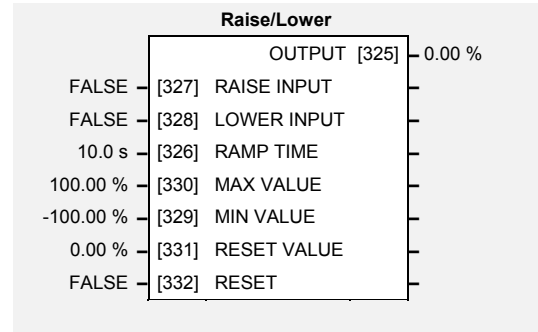 Raise/Lower
OUTPUT [325] – 0.00 %
FALSE – [327] RAISE INPUT –
FALSE – [328] LOWER INPUT –
10.0 s – [326] RAMP TIME –
100.00 % – [330] MAX VALUE –
-100.00 % – [329] MIN VALUE –
0.00 % – [331] RESET VALUE –
FALSE – [332] RESET –